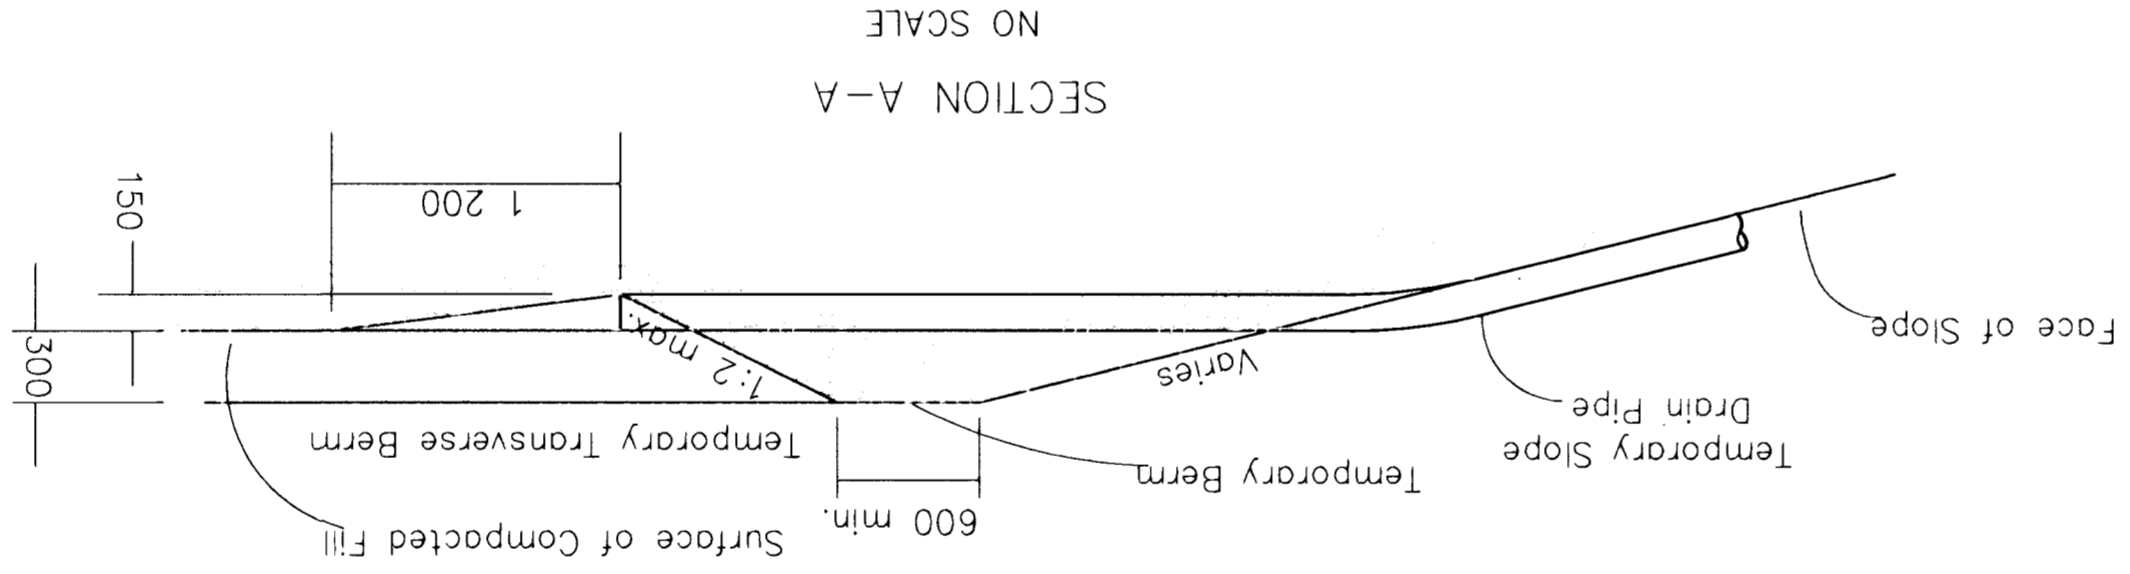 Surface of Compacted Fill
600 min.
Temporary Berm
Temporary Slope
Drain Pipe
Temporary Transverse Berm
1:2 max.
Varies
300
Face of Slope
150
1 200
SECTION A-A
NO SCALE